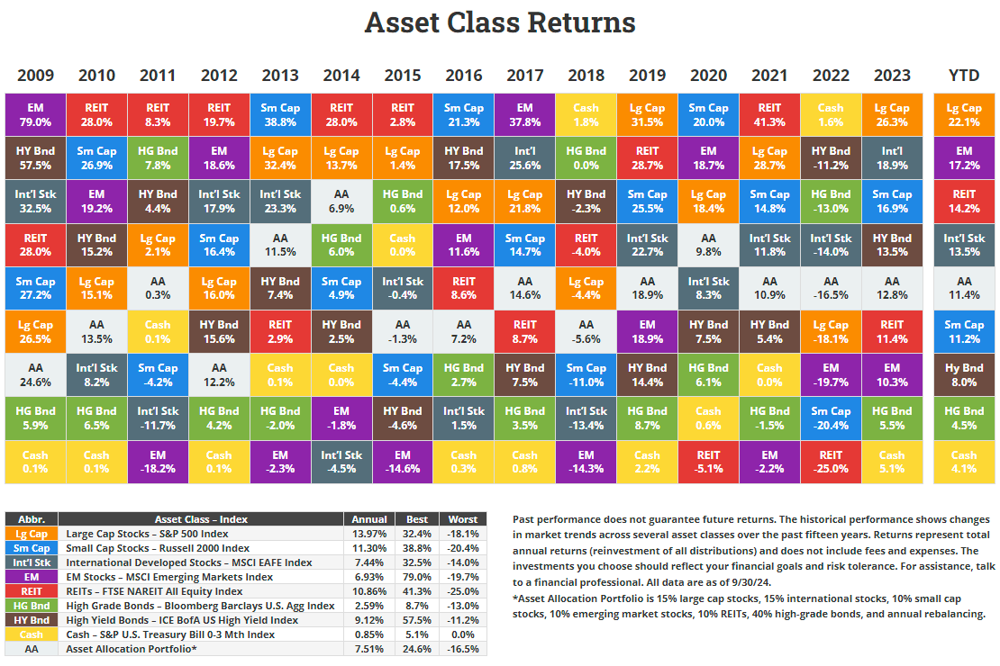 Asset Class Returns
2009 2010 2011 2012 2013 2014 2015 2016 2017 2018 2019 2020 2021 2022 2023 YTD
EM REIT REIT REIT Sm Cap REIT REIT Sm Cap EM Cash Lg Cap Sm Cap REIT Cash Lg Cap Lg Cap
79.0% 28.0% 8.3% 19.7% 38.8% 28.0% 2.8% 21.3% 37.8% 1.8% 31.5% 20.0% 41.3% 1.6% 26.3% 22.1%
HY Bnd Sm Cap HG Bnd EM Lg Cap Lg Cap Lg Cap HY Bnd Int'l HG Bnd REIT EM Lg Cap HY Bnd Int'l EM
57.5% 26.9% 7.8% 18.6% 32.4% 13.7% 1.4% 17.5% 25.6% 0.0% 28.7% 18.7% 28.7% -11.2% 18.9% 17.2%
Int'l Stk EM HY Bnd Int'l Stk Int'l Stk AA HG Bnd Lg Cap Lg Cap HY Bnd Sm Cap Lg Cap Sm Cap HG Bnd Sm Cap REIT
32.5% 19.2% 4.4% 17.9% 23.3% 6.9% 0.6% 12.0% 21.8% -2.3% 25.5% 18.4% 14.8% -13.0% 16.9% 14.2%
REIT HY Bnd Lg Cap Sm Cap AA HG Bnd Cash EM Sm Cap REIT Int'l Stk AA Int'l Stk Int'l Stk HY Bnd Int'l Stk
28.0% 15.2% 2.1% 16.4% 11.5% 6.0% 0.0% 11.6% 14.7% -4.0% 22.7% 9.8% 11.8% -14.0% 13.5% 13.5%
Sm Cap Lg Cap AA Lg Cap HY Bnd Sm Cap Int'l Stk REIT AA Lg Cap AA Int'l Stk AA AA AA AA
27.2% 15.1% 0.3% 16.0% 7.4% 4.9% -0.4% 8.6% 14.6% -4.4% 18.9% 8.3% 10.9% -16.5% 12.8% 11.4%
Lg Cap AA Cash HY Bnd REIT HY Bnd AA AA REIT AA EM HY Bnd HY Bnd Lg Cap REIT Sm Cap
26.5% 13.5% 0.1% 15.6% 2.9% 2.5% -1.3% 7.2% 8.7% -5.6% 18.9% 7.5% 5.4% -18.1% 11.4% 11.2%
AA Int'l Stk Sm Cap AA Cash Cash Sm Cap HG Bnd HY Bnd Sm Cap HY Bnd HG Bnd Cash EM EM Hy Bnd
24.6% 8.2% -4.2% 12.2% 0.1% 0.0% -4.4% 2.7% 7.5% -11.0% 14.4% 6.1% 0.0% -19.7% 10.3% 8.0%
HG Bnd HG Bnd Int'l Stk HG Bnd HG Bnd EM HY Bnd Int'l Stk HG Bnd Int'l Stk HG Bnd Cash HG Bnd Sm Cap HG Bnd HG Bnd
5.9% 6.5% -11.7% 4.2% -2.0% -1.8% -4.6% 1.5% 3.5% -13.4% 8.7% 0.6% -1.5% -20.4% 5.5% 4.5%
Cash Cash EM Cash EM Int'l Stk EM Cash Cash EM Cash REIT EM REIT Cash Cash
0.1% 0.1% -18.2% 0.1% -2.3% -4.5% -14.6% 0.3% 0.8% -14.3% 2.2% -5.1% -2.2% -25.0% 5.1% 4.1%
Abbr. Asset Class – Index Annual Best Worst
Lg Cap Large Cap Stocks – S&P 500 Index 13.97% 32.4% -18.1%
Sm Cap Small Cap Stocks – Russell 2000 Index 11.30% 38.8% -20.4%
Int'l Stk International Developed Stocks – MSCI EAFE Index 7.44% 32.5% -14.0%
EM EM Stocks – MSCI Emerging Markets Index 6.93% 79.0% -19.7%
REIT REITs – FTSE NAREIT All Equity Index 10.86% 41.3% -25.0%
HG Bnd High Grade Bonds – Bloomberg Barclays U.S. Agg Index 2.59% 8.7% -13.0%
HY Bnd High Yield Bonds – ICE BofA US High Yield Index 9.12% 57.5% -11.2%
Cash Cash – S&P U.S. Treasury Bill 0-3 Mth Index 0.85% 5.1% 0.0%
AA Asset Allocation Portfolio* 7.51% 24.6% -16.5%
Past performance does not guarantee future returns. The historical performance shows changes
in market trends across several asset classes over the past fifteen years. Returns represent total
annual returns (reinvestment of all distributions) and does not include fees and expenses. The
investments you choose should reflect your financial goals and risk tolerance. For assistance, talk
to a financial professional. All data are as of 9/30/24.
*Asset Allocation Portfolio is 15% large cap stocks, 15% international stocks, 10% small cap
stocks, 10% emerging market stocks, 10% REITs, 40% high-grade bonds, and annual rebalancing.